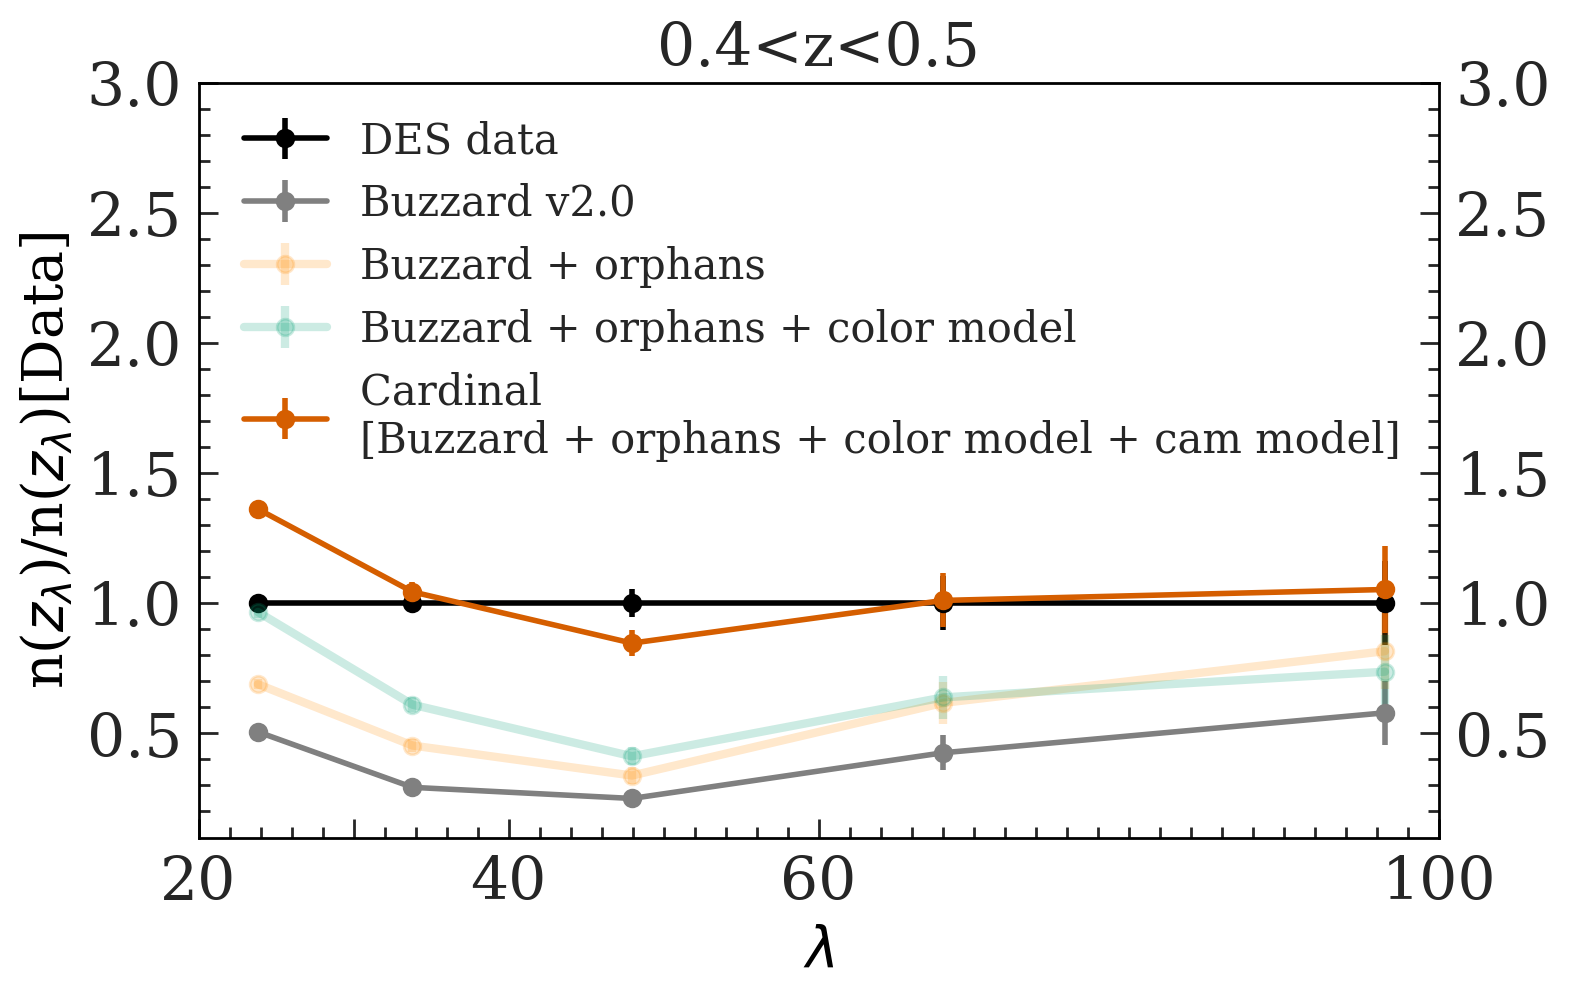 0.4<z<0.5
3.0
2.5
2.0
1.5
1.0
0.5
n(zλ)/n(zλ)[Data]
DES data
Buzzard v2.0
Buzzard + orphans
Buzzard + orphans + color model
Cardinal
[Buzzard + orphans + color model + cam model]
3.0
2.5
2.0
1.5
1.0
0.5
20 40 60 100
λ